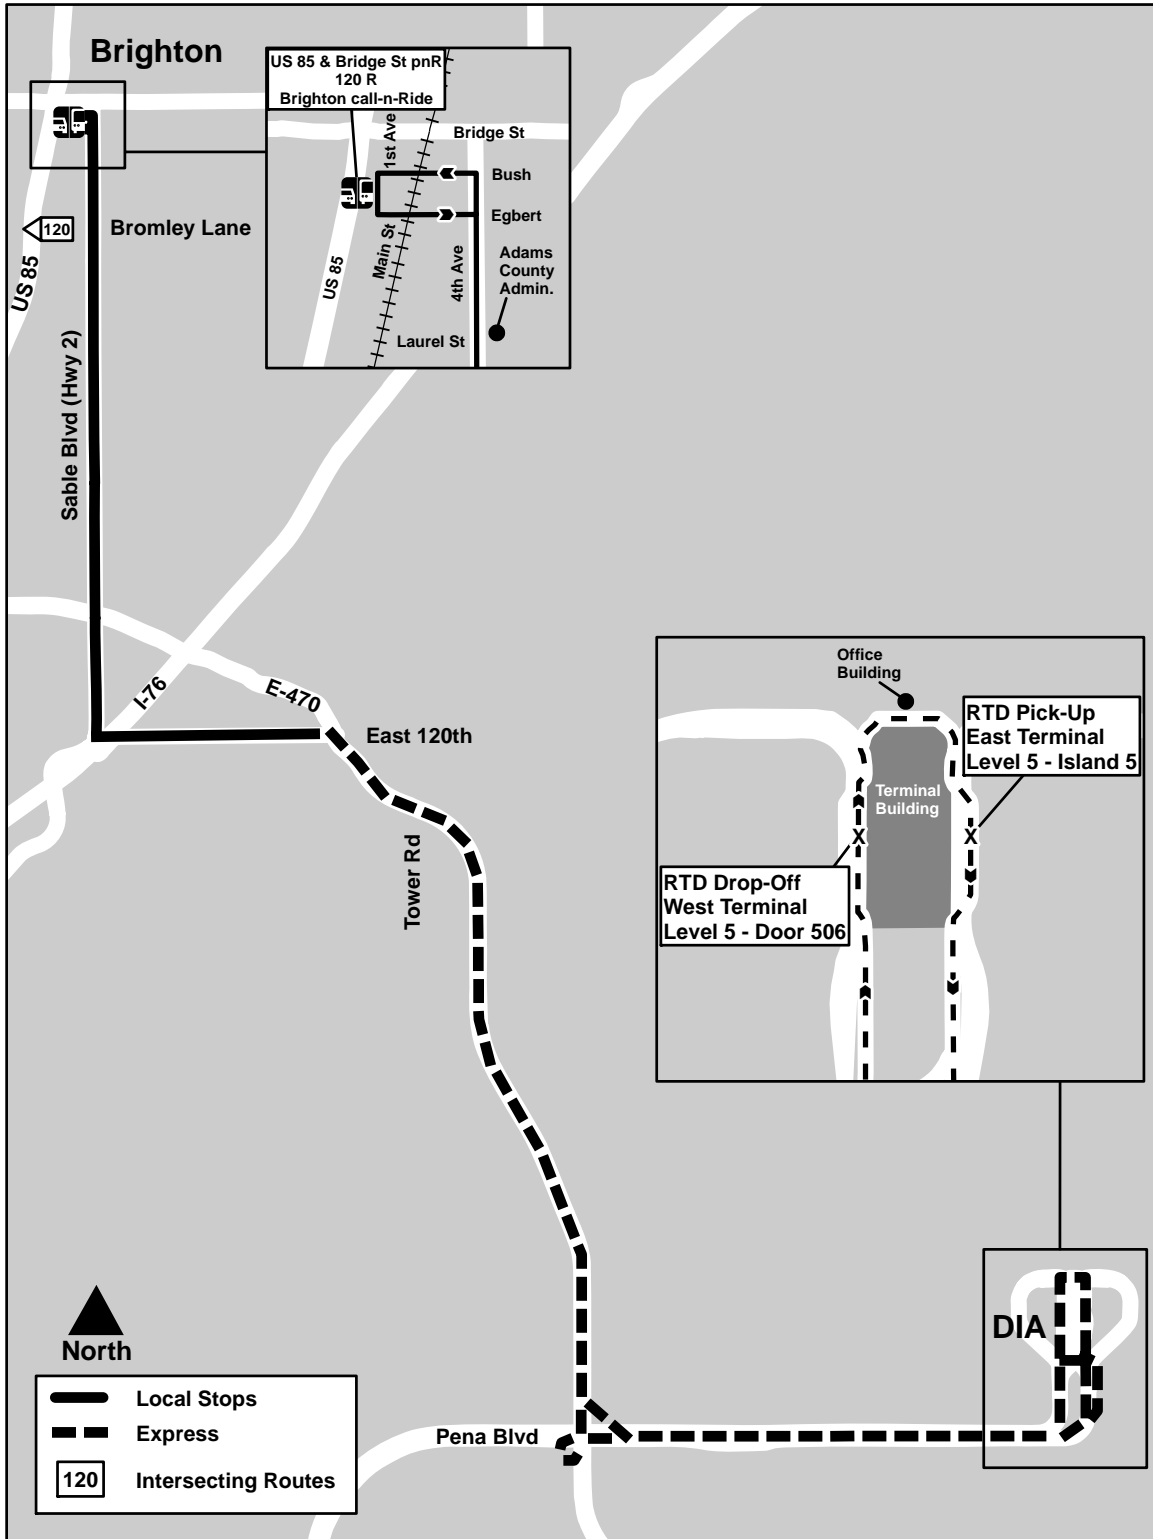 Brighton
US 85 & Bridge St pnR
120 R
Brighton call-n-Ride
1st Ave
Bridge St
Bush
Egbert
Main St
US 85
4th Ave
Adams
County
Admin.
Laurel St
120
Bromley Lane
US 85
Sable Blvd (Hwy 2)
I-76
E-470
East 120th
Tower Rd
Office
Building
RTD Pick-Up
East Terminal
Level 5 - Island 5
Terminal
Building
X
X
RTD Drop-Off
West Terminal
Level 5 - Door 506
DIA
North
Local Stops
Express
120
Intersecting Routes
Pena Blvd